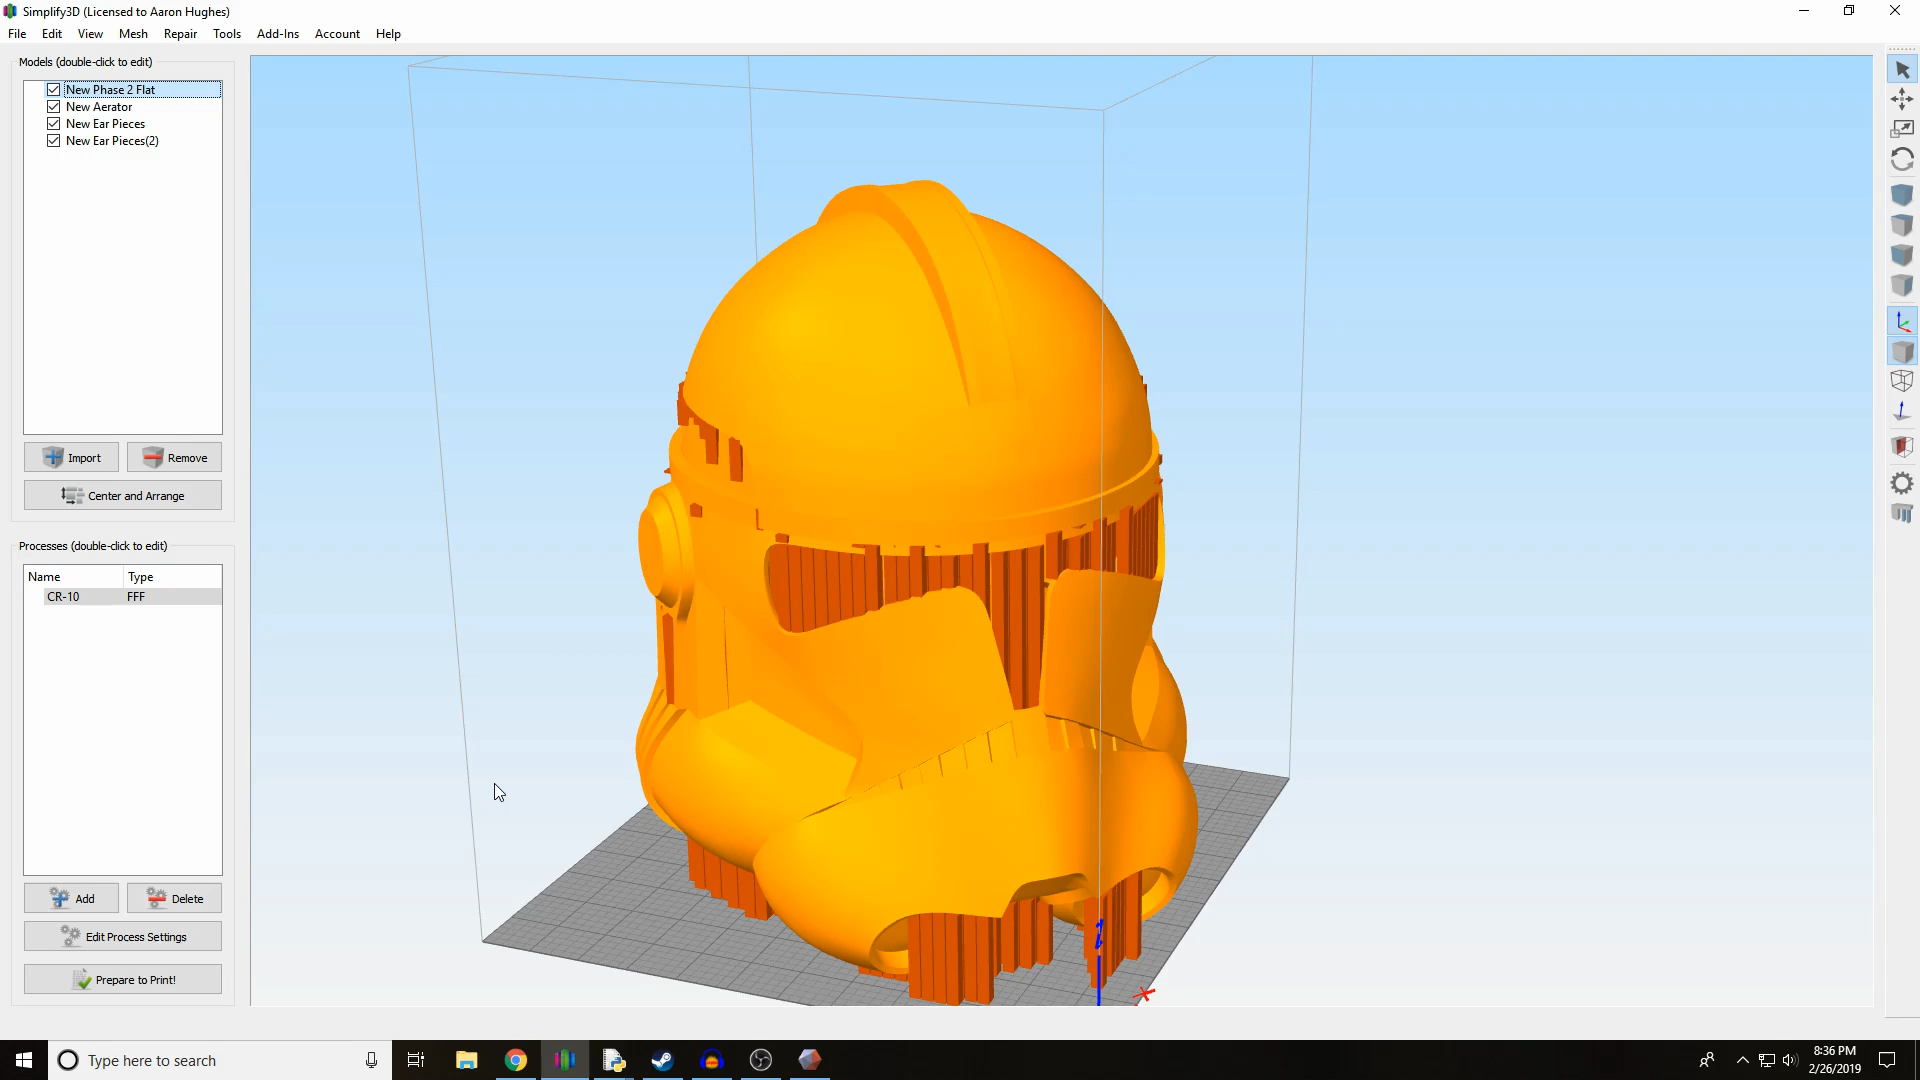 Simplify3D (Licensed to Aaron Hughes)
File Edit View Mesh Repair Tools Add-Ins Account Help
Models (double-click to edit)
New Phase 2 Flat
New Aerator
New Ear Pieces
New Ear Pieces(2)
Import Remove
Center and Arrange
Processes (double-click to edit)
Name Type
CR-10 FFF
Add Delete
Edit Process Settings
Prepare to Print!
Type here to search
8:36 PM
2/26/2019